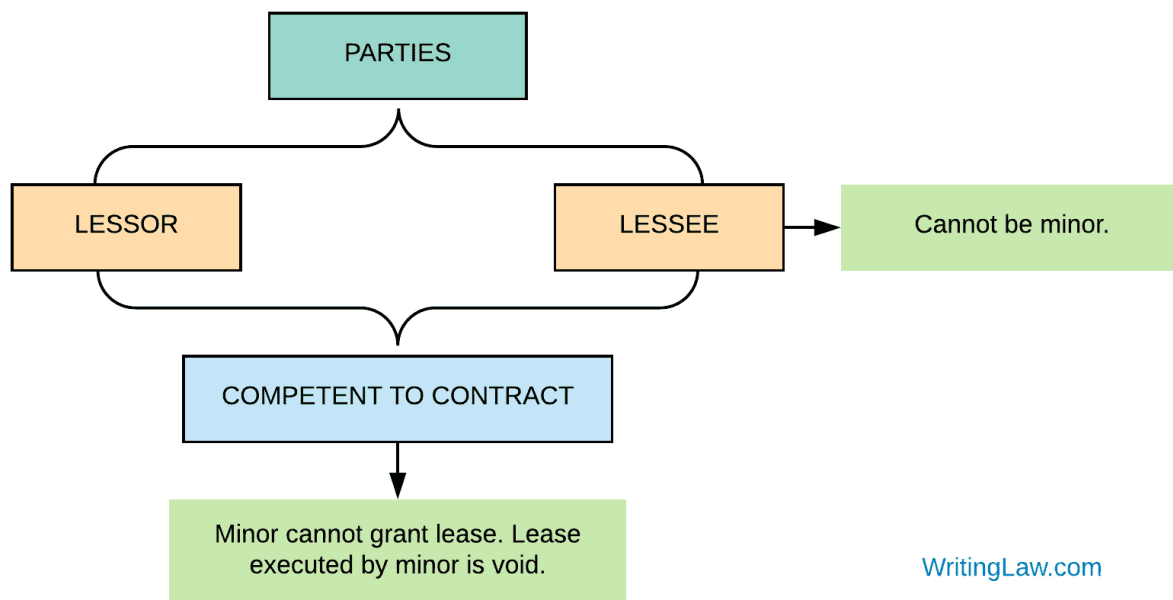 PARTIES
LESSOR
LESSEE
Cannot be minor.
COMPETENT TO CONTRACT
Minor cannot grant lease. Lease
executed by minor is void.
WritingLaw.com